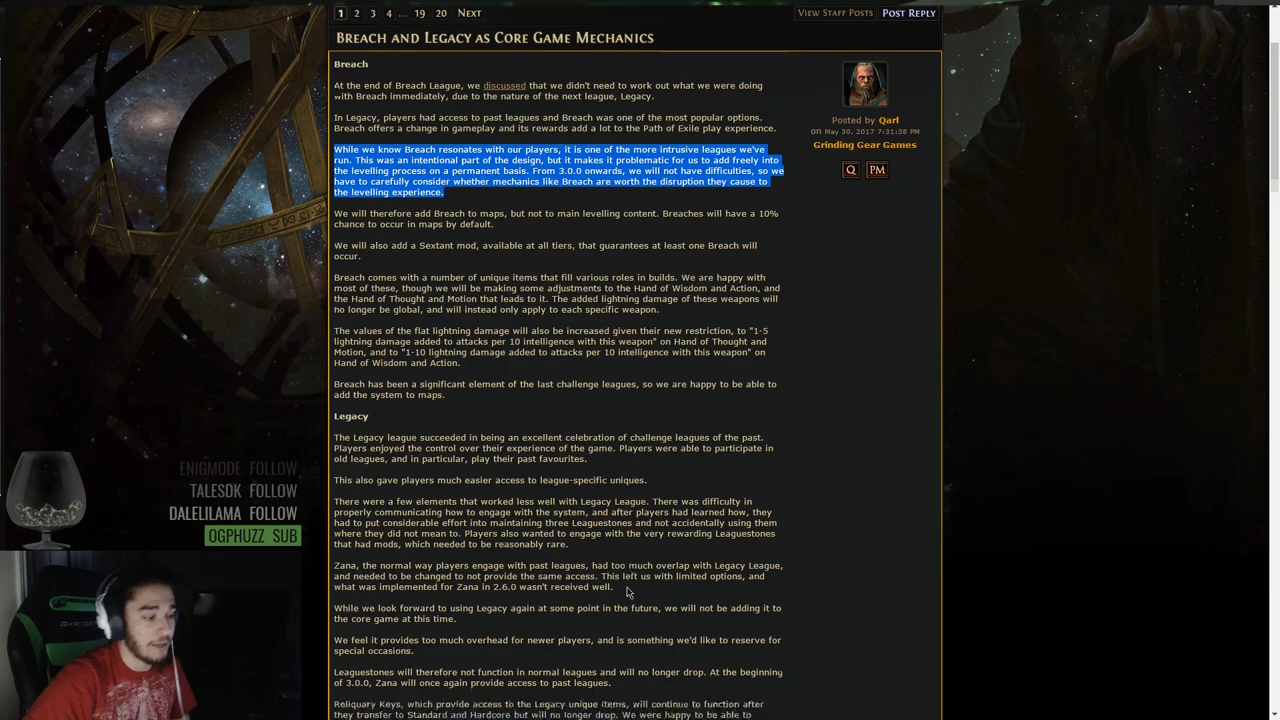 1 2 3 4 ... 19 20 NEXT
VIEW STAFF POSTS POST REPLY
BREACH AND LEGACY AS CORE GAME MECHANICS
Breach
At the end of Breach League, we discussed that we didn't need to work out what we were doing
with Breach immediately, due to the nature of the next league, Legacy.
In Legacy, players had access to past leagues and Breach was one of the most popular options.
Breach offers a change in gameplay and its rewards add a lot to the Path of Exile play experience.
While we know Breach resonates with our players, it is one of the more intrusive leagues we've
run. This was an intentional part of the design, but it makes it problematic for us to add freely into
the levelling process on a permanent basis. From 3.0.0 onwards, we will not have difficulties, so we
have to carefully consider whether mechanics like Breach are worth the disruption they cause to
the levelling experience.
We will therefore add Breach to maps, but not to main levelling content. Breaches will have a 10%
chance to occur in maps by default.
We will also add a Sextant mod, available at all tiers, that guarantees at least one Breach will
occur.
Breach comes with a number of unique items that fill various roles in builds. We are happy with
most of these, though we will be making some adjustments to the Hand of Wisdom and Action, and
the Hand of Thought and Motion that leads to it. The added lightning damage of these weapons will
no longer be global, and will instead only apply to each specific weapon.
The values of the flat lightning damage will also be increased given their new restriction, to "1-5
lightning damage added to attacks per 10 intelligence with this weapon" on Hand of Thought and
Motion, and to "1-10 lightning damage added to attacks per 10 intelligence with this weapon" on
Hand of Wisdom and Action.
Breach has been a significant element of the last challenge leagues, so we are happy to be able to
add the system to maps.
Legacy
The Legacy league succeeded in being an excellent celebration of challenge leagues of the past.
Players enjoyed the control over their experience of the game. Players were able to participate in
old leagues, and in particular, play their past favourites.
This also gave players much easier access to league-specific uniques.
There were a few elements that worked less well with Legacy League. There was difficulty in
properly communicating how to engage with the system, and after players had learned how, they
had to put considerable effort into maintaining three Leaguestones and not accidentally using them
where they did not mean to. Players also wanted to engage with the very rewarding Leaguestones
that had mods, which needed to be reasonably rare.
Zana, the normal way players engage with past leagues, had too much overlap with Legacy League,
and needed to be changed to not provide the same access. This left us with limited options, and
what was implemented for Zana in 2.6.0 wasn't received well.
While we look forward to using Legacy again at some point in the future, we will not be adding it to
the core game at this time.
We feel it provides too much overhead for newer players, and is something we'd like to reserve for
special occasions.
Leaguestones will therefore not function in normal leagues and will no longer drop. At the beginning
of 3.0.0, Zana will once again provide access to past leagues.
Reliquary Keys, which provide access to the Legacy unique items, will continue to function after
they transfer to Standard and Hardcore but will no longer drop. We were happy to be able to
Posted by Qarl
on May 30, 2017 7:31:38 PM
Grinding Gear Games
Q PM
ENIGMODE FOLLOW
TALESDK FOLLOW
DALELILAMA FOLLOW
OGPHUZZ SUB